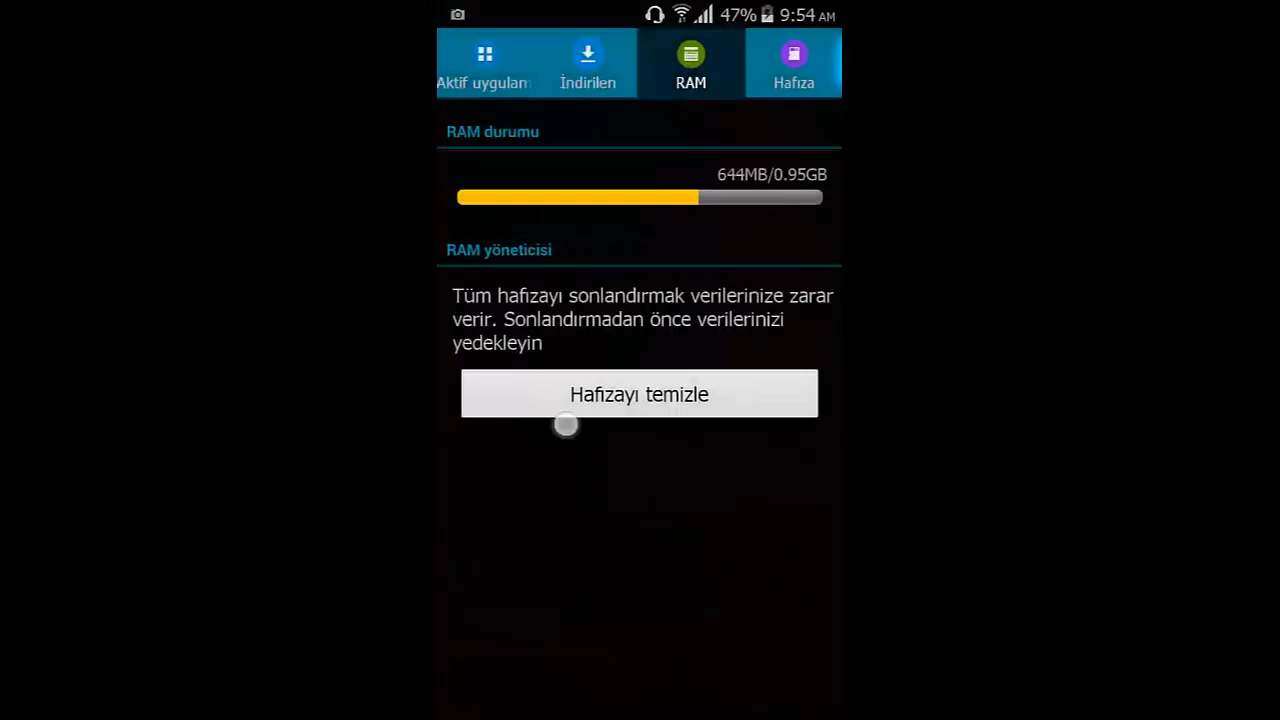 47% 9:54 AM
Aktif uygulam İndirilen RAM Hafıza
RAM durumu
644MB/0.95GB
RAM yöneticisi
Tüm hafızayı sonlandırmak verilerinize zarar
verir. Sonlandırmadan önce verilerinizi
yedekleyin
Hafızayı temizle